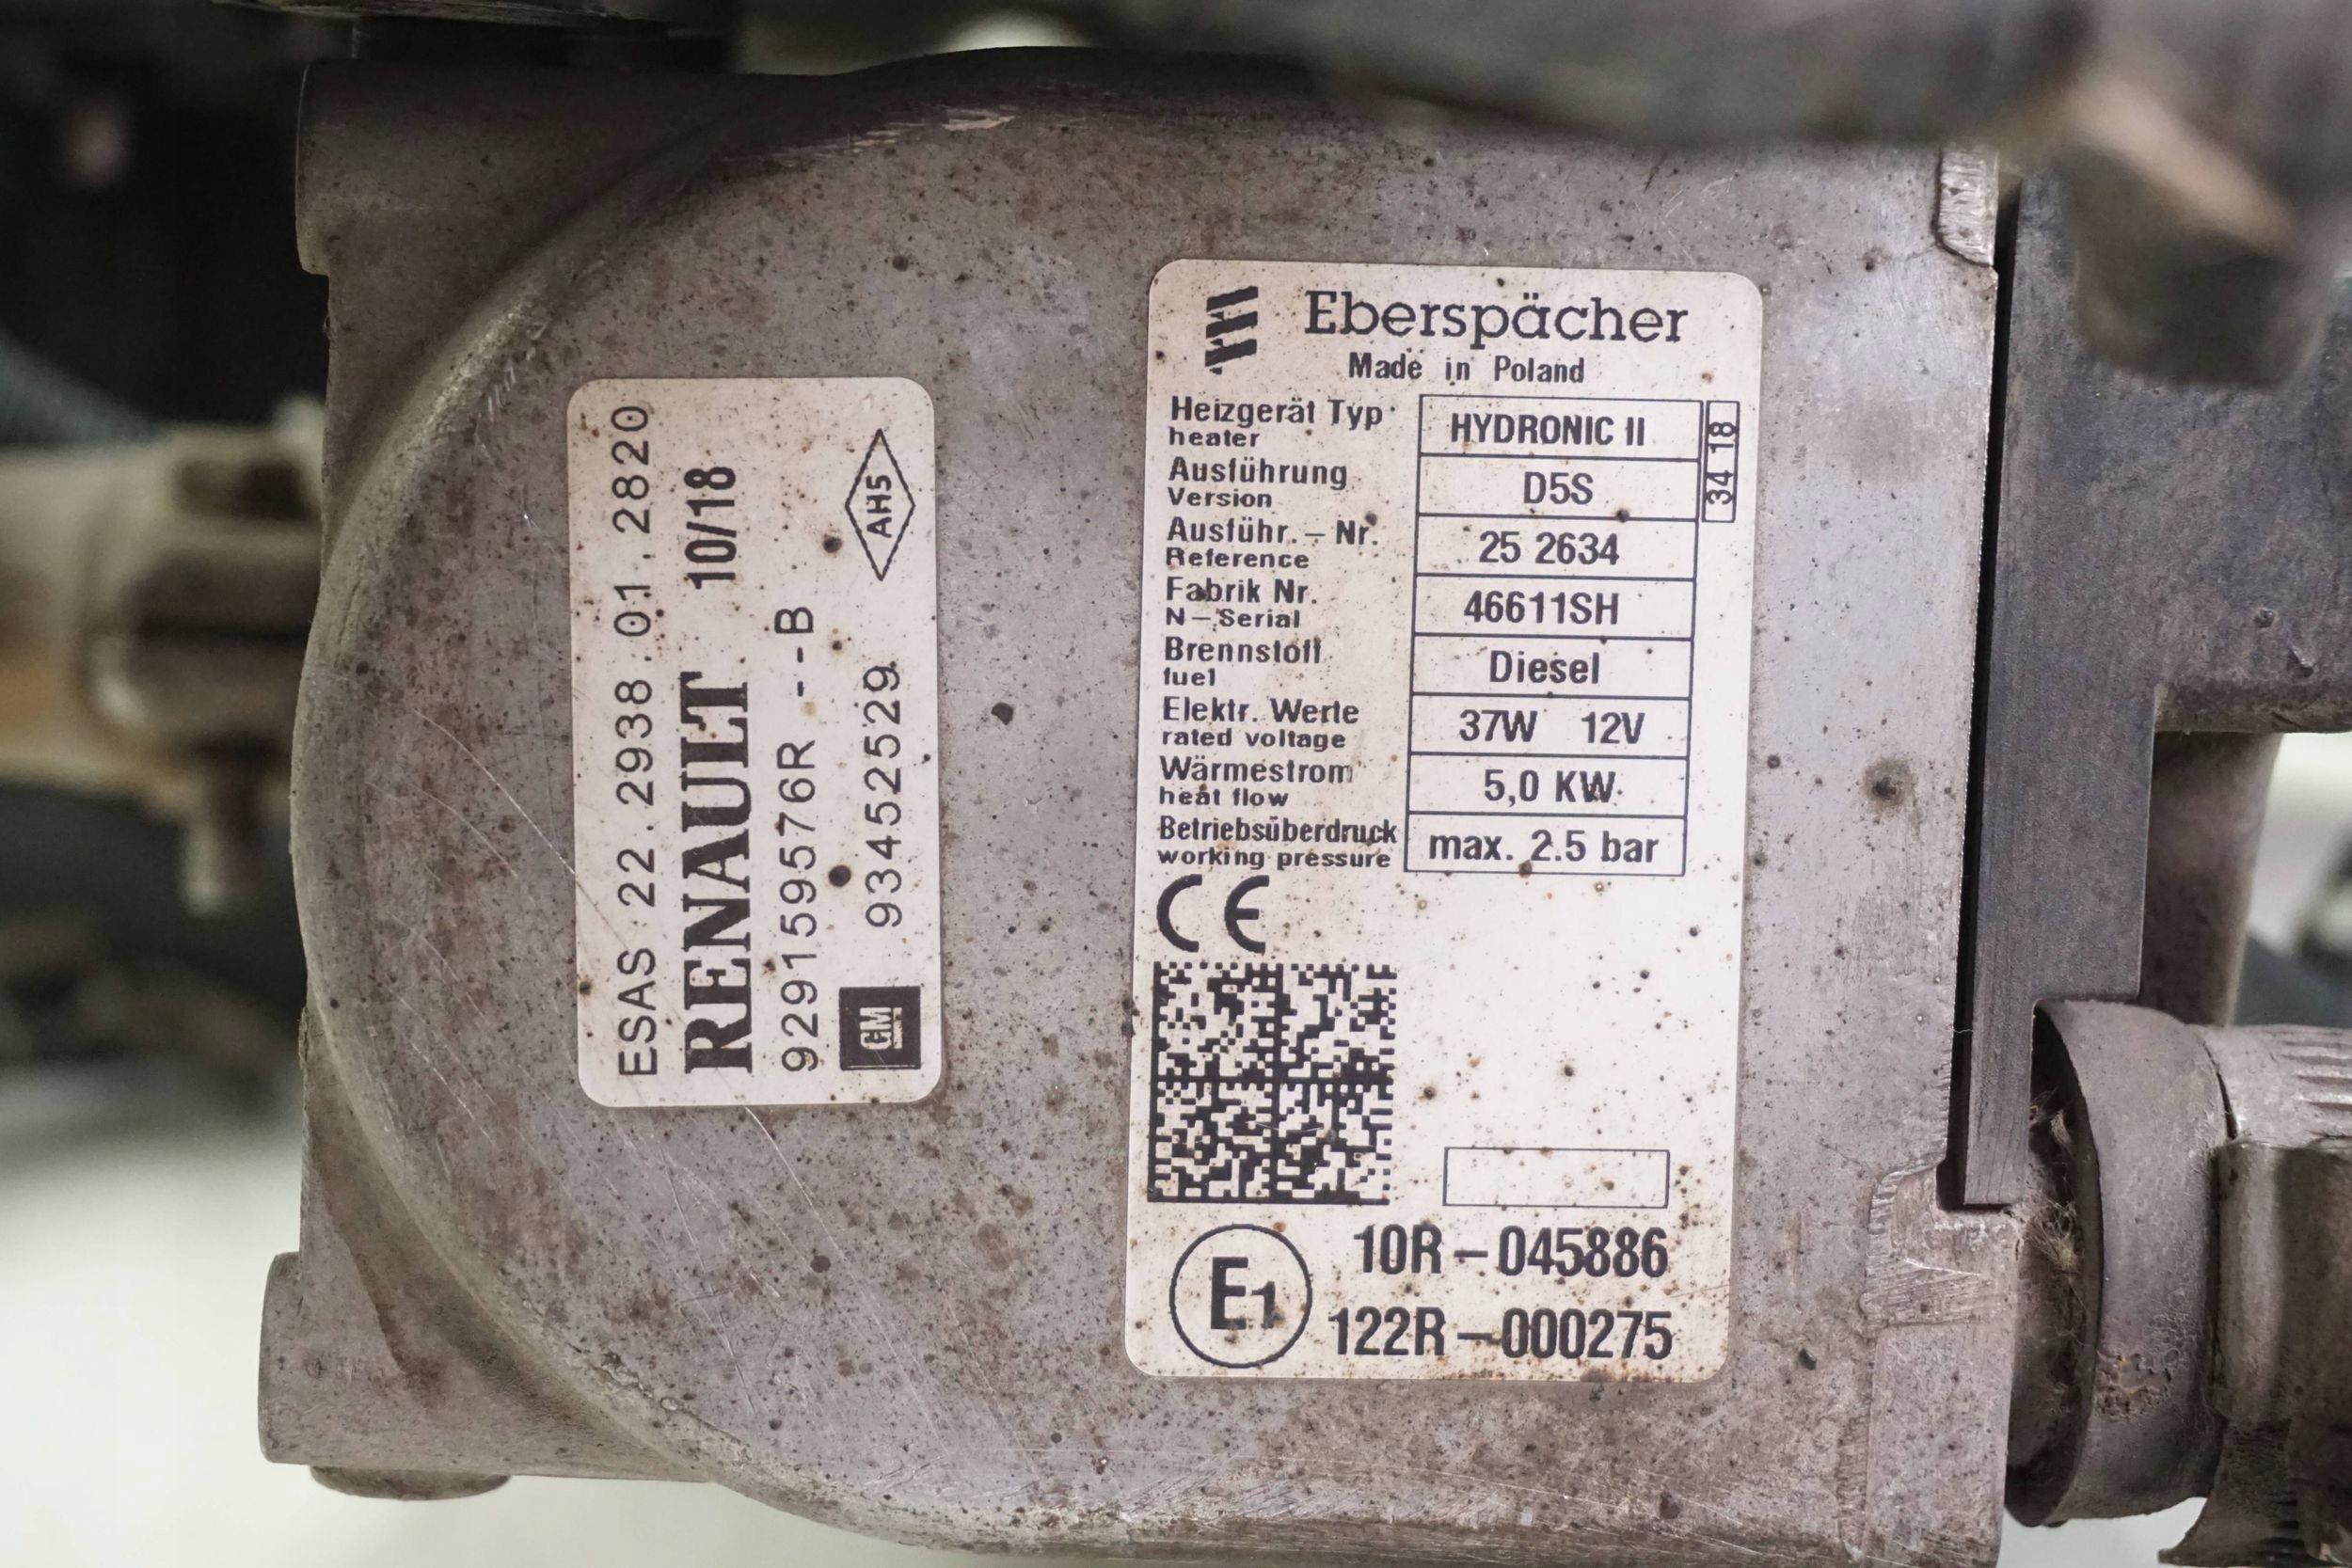 ESAS 22.2938.01.2820
RENAULT 10/18
929159576R---B
GM 93452529 AH5
Eberspächer
Made in Poland
Heizgerät Typ HYDRONIC II
heater
34 18
Ausführung D5S
Version
Ausführ.-Nr. 25 2634
Reference
Fabrik Nr. 46611SH
N-Serial
Brennstoff Diesel
fuel
Elektr. Werte 37W 12V
rated voltage
Wärmestrom 5,0 KW
heat flow
Betriebsüberdruck max. 2.5 bar
working pressure
CE
E1 10R-045886
122R-000275